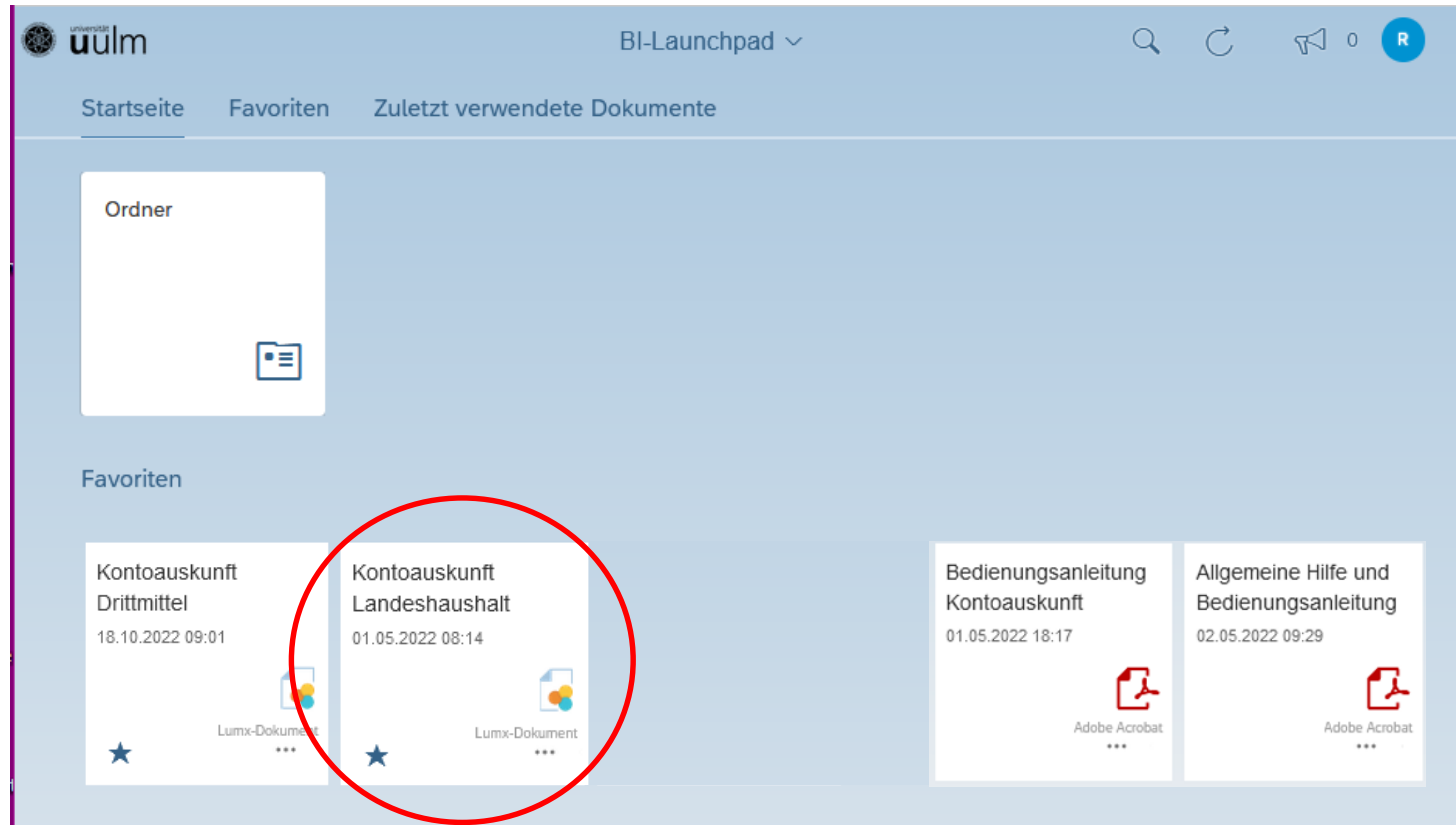 universität
uulm
BI-Launchpad
0
R
Startseite Favoriten Zuletzt verwendete Dokumente
Ordner
Favoriten
Kontoauskunft
Drittmittel
18.10.2022 09:01
Lumx-Dokument
Kontoauskunft
Landeshaushalt
01.05.2022 08:14
Lumx-Dokument
Bedienungsanleitung
Kontoauskunft
01.05.2022 18:17
Adobe Acrobat
Allgemeine Hilfe und
Bedienungsanleitung
02.05.2022 09:29
Adobe Acrobat